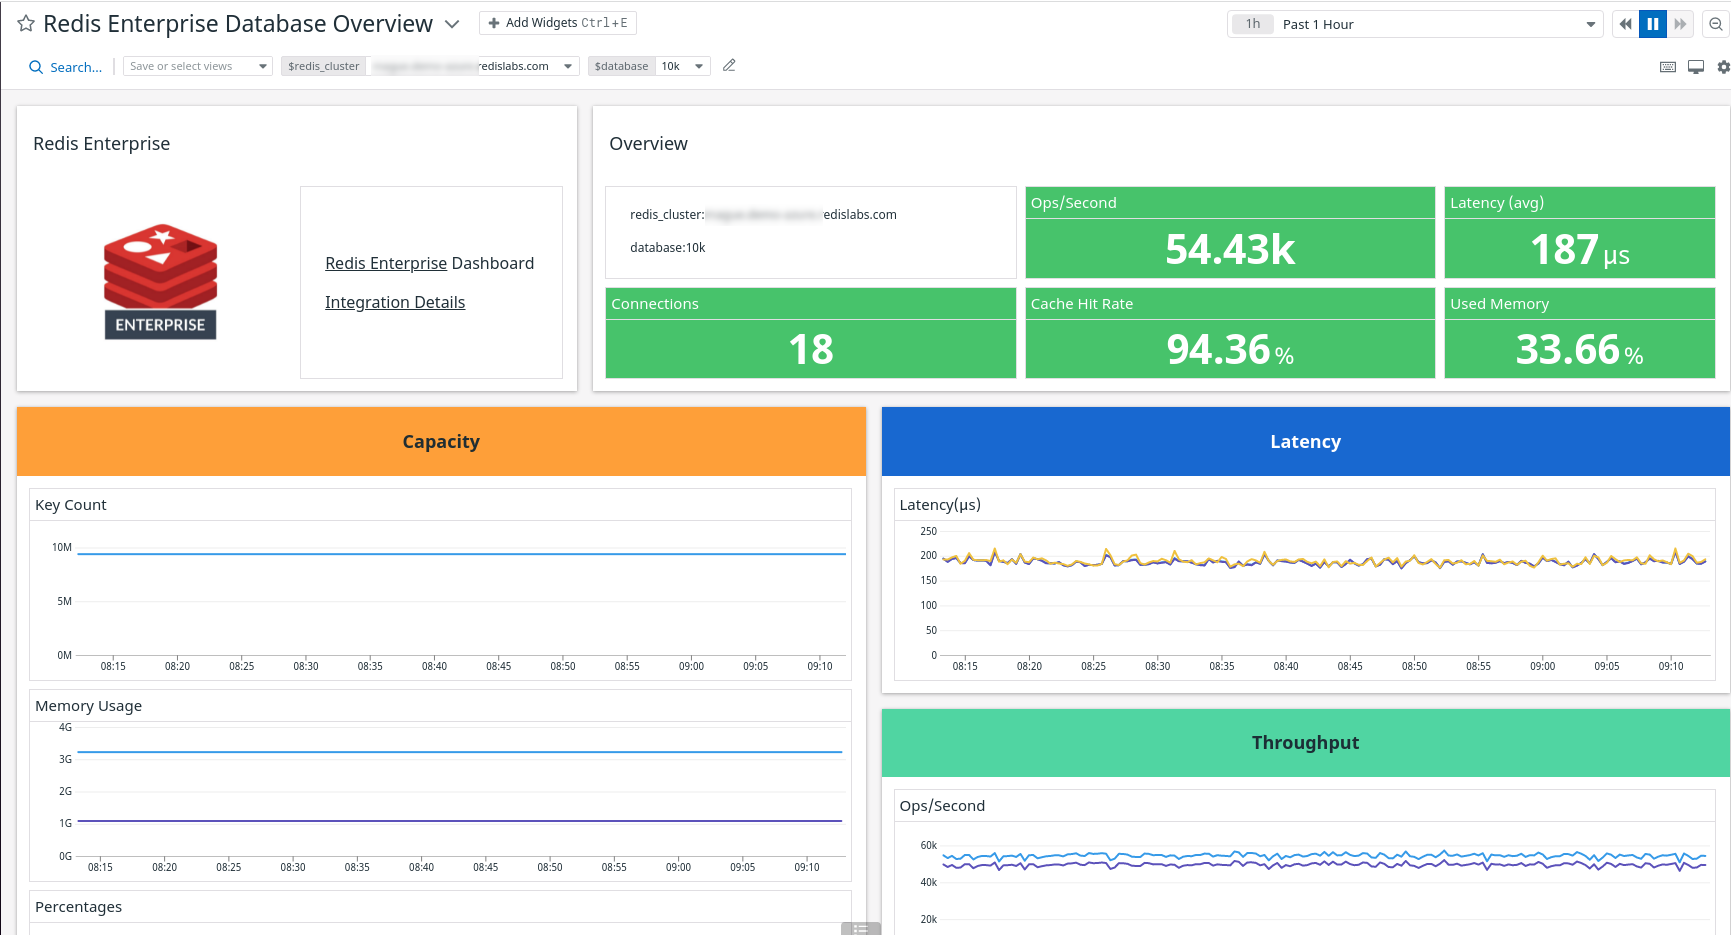 Redis Enterprise Database Overview
Add Widgets Ctrl+E
1h Past 1 Hour
Search...
Save or select views
$redis_cluster redislabs.com
$database 10k
Redis Enterprise
ENTERPRISE
Redis Enterprise Dashboard
Integration Details
Overview
redis_cluster: edislabs.com
database:10k
Ops/Second
54.43k
Latency (avg)
187 µs
Connections
18
Cache Hit Rate
94.36 %
Used Memory
33.66 %
Capacity
Key Count
10M
5M
0M
08:15 08:20 08:25 08:30 08:35 08:40 08:45 08:50 08:55 09:00 09:05 09:10
Memory Usage
4G
3G
2G
1G
0G
08:15 08:20 08:25 08:30 08:35 08:40 08:45 08:50 08:55 09:00 09:05 09:10
Percentages
Latency
Latency(µs)
250
200
150
100
50
0
08:15 08:20 08:25 08:30 08:35 08:40 08:45 08:50 08:55 09:00 09:05 09:10
Throughput
Ops/Second
60k
40k
20k